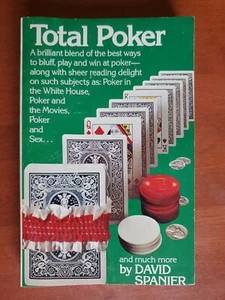 Total Poker
A brilliant blend of the best ways
to bluff, play and win at poker—
along with sheer reading delight
on such subjects as: Poker in
the White House,
Poker and
the Movies,
Poker
and
Sex...
Q
K
and much more
by DAVID
SPANIER